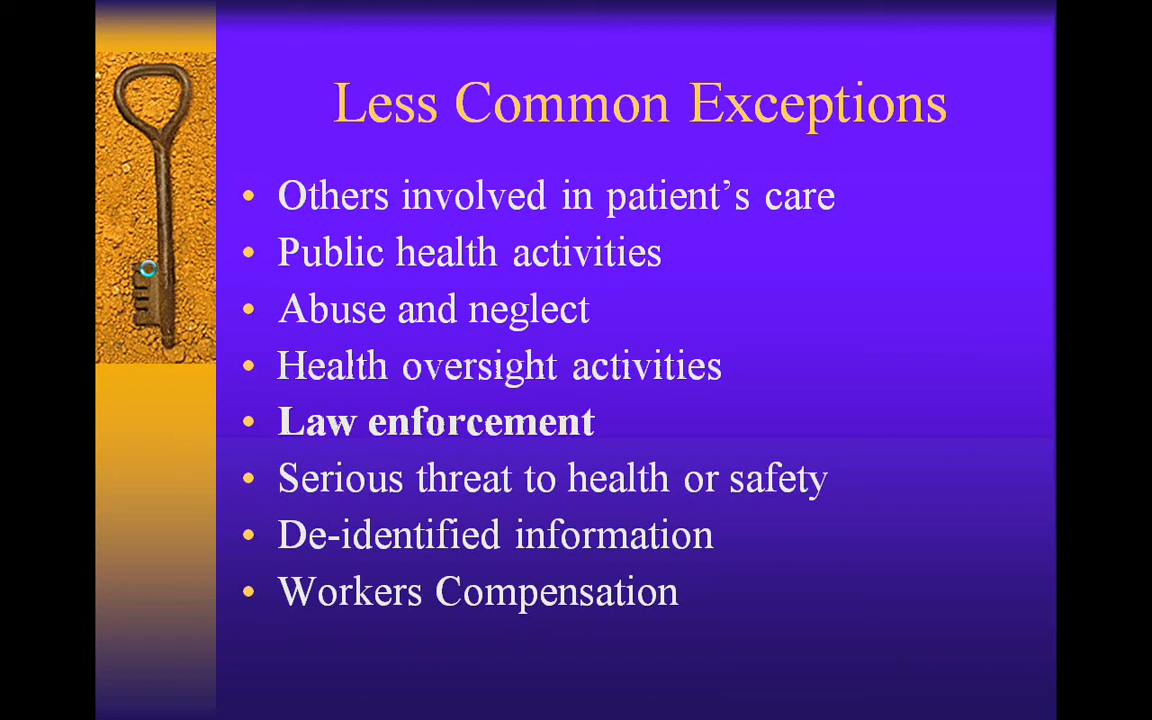 Less Common Exceptions
• Others involved in patient’s care
• Public health activities
• Abuse and neglect
• Health oversight activities
• Law enforcement
• Serious threat to health or safety
• De-identified information
• Workers Compensation